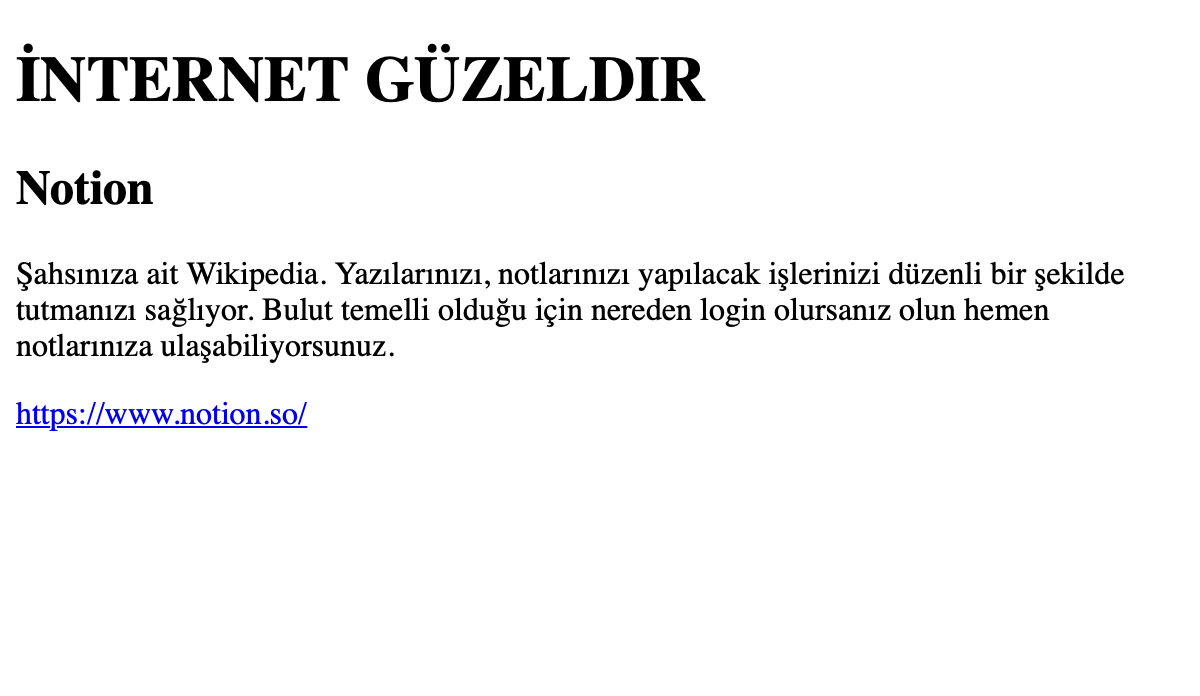 İNTERNET GÜZELDIR
Notion
Şahsınıza ait Wikipedia. Yazılarınızı, notlarınızı yapılacak işlerinizi düzenli bir şekilde
tutmanızı sağlıyor. Bulut temelli olduğu için nereden login olursanız olun hemen
notlarınıza ulaşabiliyorsunuz.
https://www.notion.so/